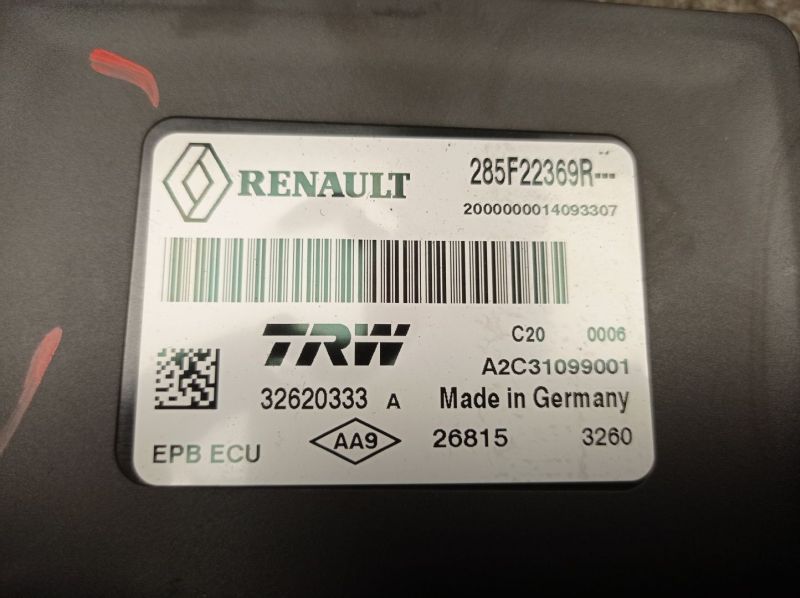 RENAULT
285F22369R---
2000000014093307
TRW
C20 0006
A2C31099001
32620333 A
Made in Germany
EPB ECU
AA9
26815
3260